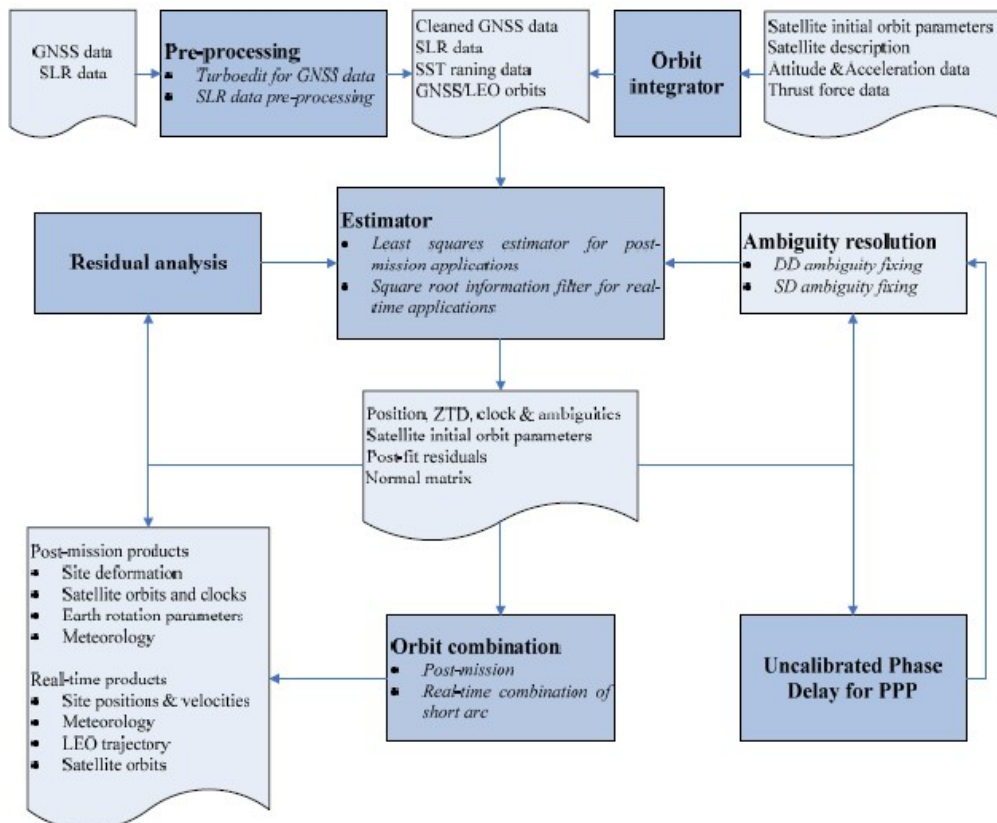 GNSS data
SLR data
Pre-processing
• Turboedit for GNSS data
• SLR data pre-processing
Cleaned GNSS data
SLR data
SST raning data
GNSS/LEO orbits
Orbit
integrator
Satellite initial orbit parameters
Satellite description
Attitude & Acceleration data
Thrust force data
Residual analysis
Estimator
• Least squares estimator for post-
mission applications
• Square root information filter for real-
time applications
Ambiguity resolution
• DD ambiguity fixing
• SD ambiguity fixing
Position, ZTD, clock & ambiguities
Satellite initial orbit parameters
Post-fit residuals
Normal matrix
Post-mission products
• Site deformation
• Satellite orbits and clocks
• Earth rotation parameters
• Meteorology
Real-time products
• Site positions & velocities
• Meteorology
• LEO trajectory
• Satellite orbits
Orbit combination
• Post-mission
• Real-time combination of
short arc
Uncalibrated Phase
Delay for PPP